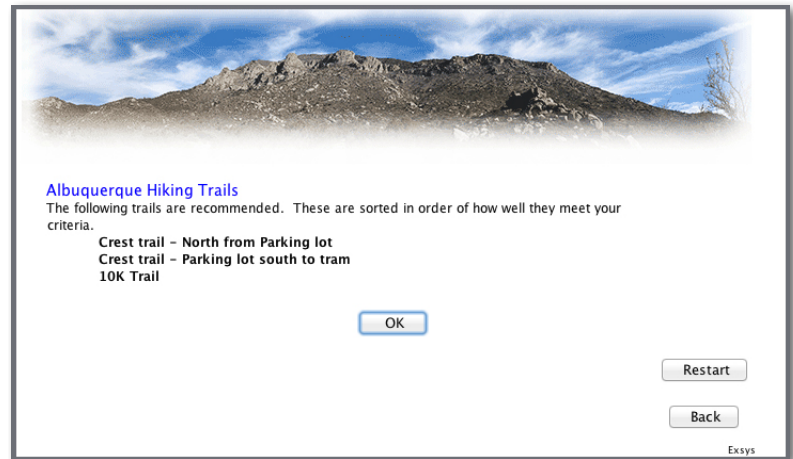 Albuquerque Hiking Trails
The following trails are recommended.  These are sorted in order of how well they meet your
criteria.
Crest trail – North from Parking lot
Crest trail – Parking lot south to tram
10K Trail
OK
Restart
Back
Exsys